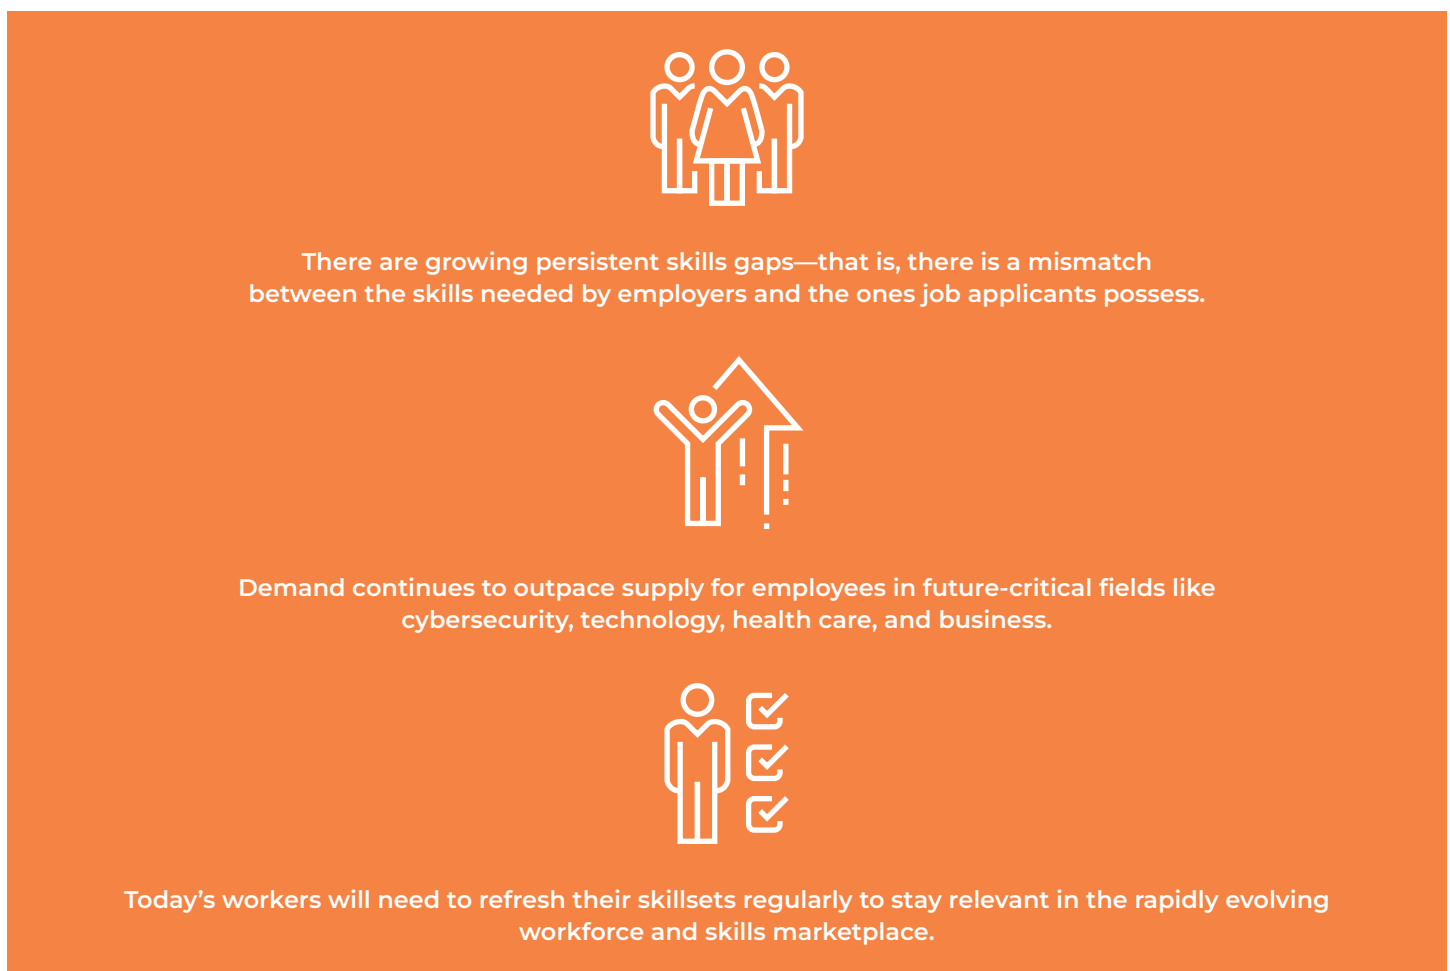 There are growing persistent skills gaps—that is, there is a mismatch
between the skills needed by employers and the ones job applicants possess.
Demand continues to outpace supply for employees in future-critical fields like
cybersecurity, technology, health care, and business.
Today’s workers will need to refresh their skillsets regularly to stay relevant in the rapidly evolving
workforce and skills marketplace.